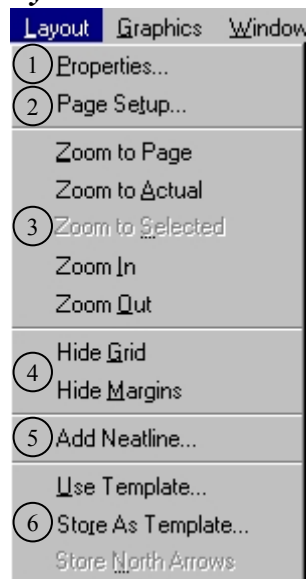 Layout Graphics Window
1 Properties...
2 Page Setup...
Zoom to Page
Zoom to Actual
3 Zoom to Selected
Zoom In
Zoom Out
Hide Grid
4
Hide Margins
5 Add Neatline...
Use Template...
6 Store As Template...
Store North Arrows